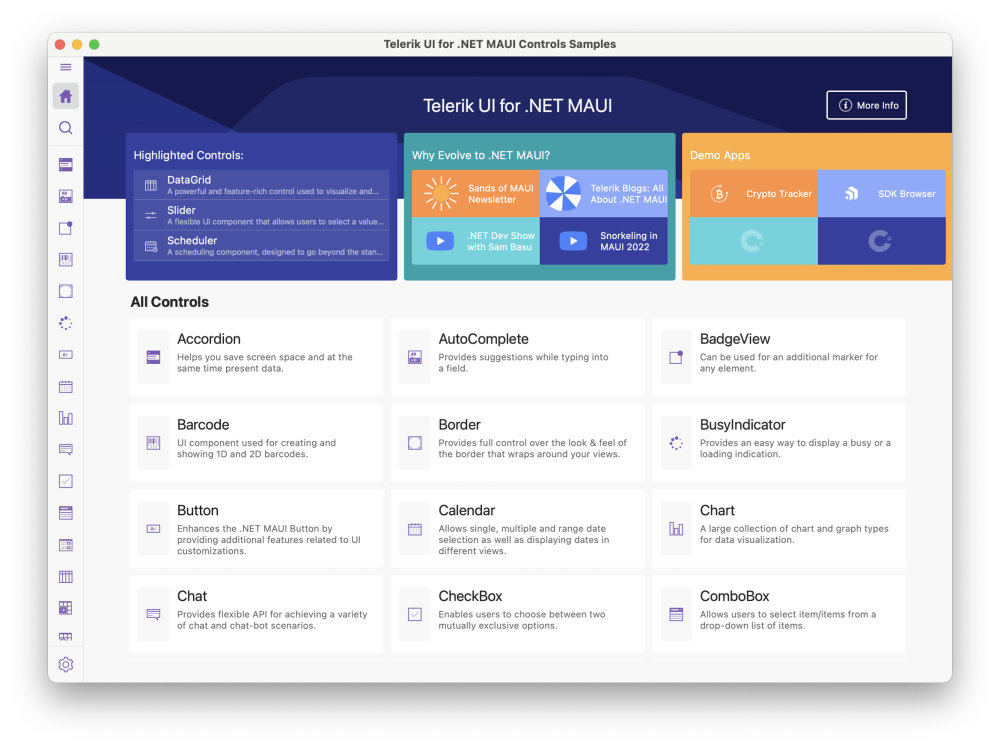 Telerik UI for .NET MAUI Controls Samples
Telerik UI for .NET MAUI
More Info
Highlighted Controls:
DataGrid
A powerful and feature-rich control used to visualize and...
Slider
A flexible UI component that allows users to select a value...
Scheduler
A scheduling component, designed to go beyond the stan...
Why Evolve to .NET MAUI?
Sands of MAUI
Newsletter
Telerik Blogs: All
About .NET MAUI
.NET Dev Show
with Sam Basu
Snorkeling in
MAUI 2022
Demo Apps
Crypto Tracker
SDK Browser
All Controls
Accordion
Helps you save screen space and at the
same time present data.
AutoComplete
Provides suggestions while typing into
a field.
BadgeView
Can be used for an additional marker for
any element.
Barcode
UI component used for creating and
showing 1D and 2D barcodes.
Border
Provides full control over the look & feel of
the border that wraps around your views.
BusyIndicator
Provides an easy way to display a busy or a
loading indication.
Button
Enhances the .NET MAUI Button by
providing additional features related to UI
customizations.
Calendar
Allows single, multiple and range date
selection as well as displaying dates in
different views.
Chart
A large collection of chart and graph types
for data visualization.
Chat
Provides flexible API for achieving a variety
of chat and chat-bot scenarios.
CheckBox
Enables users to choose between two
mutually exclusive options.
ComboBox
Allows users to select item/items from a
drop-down list of items.